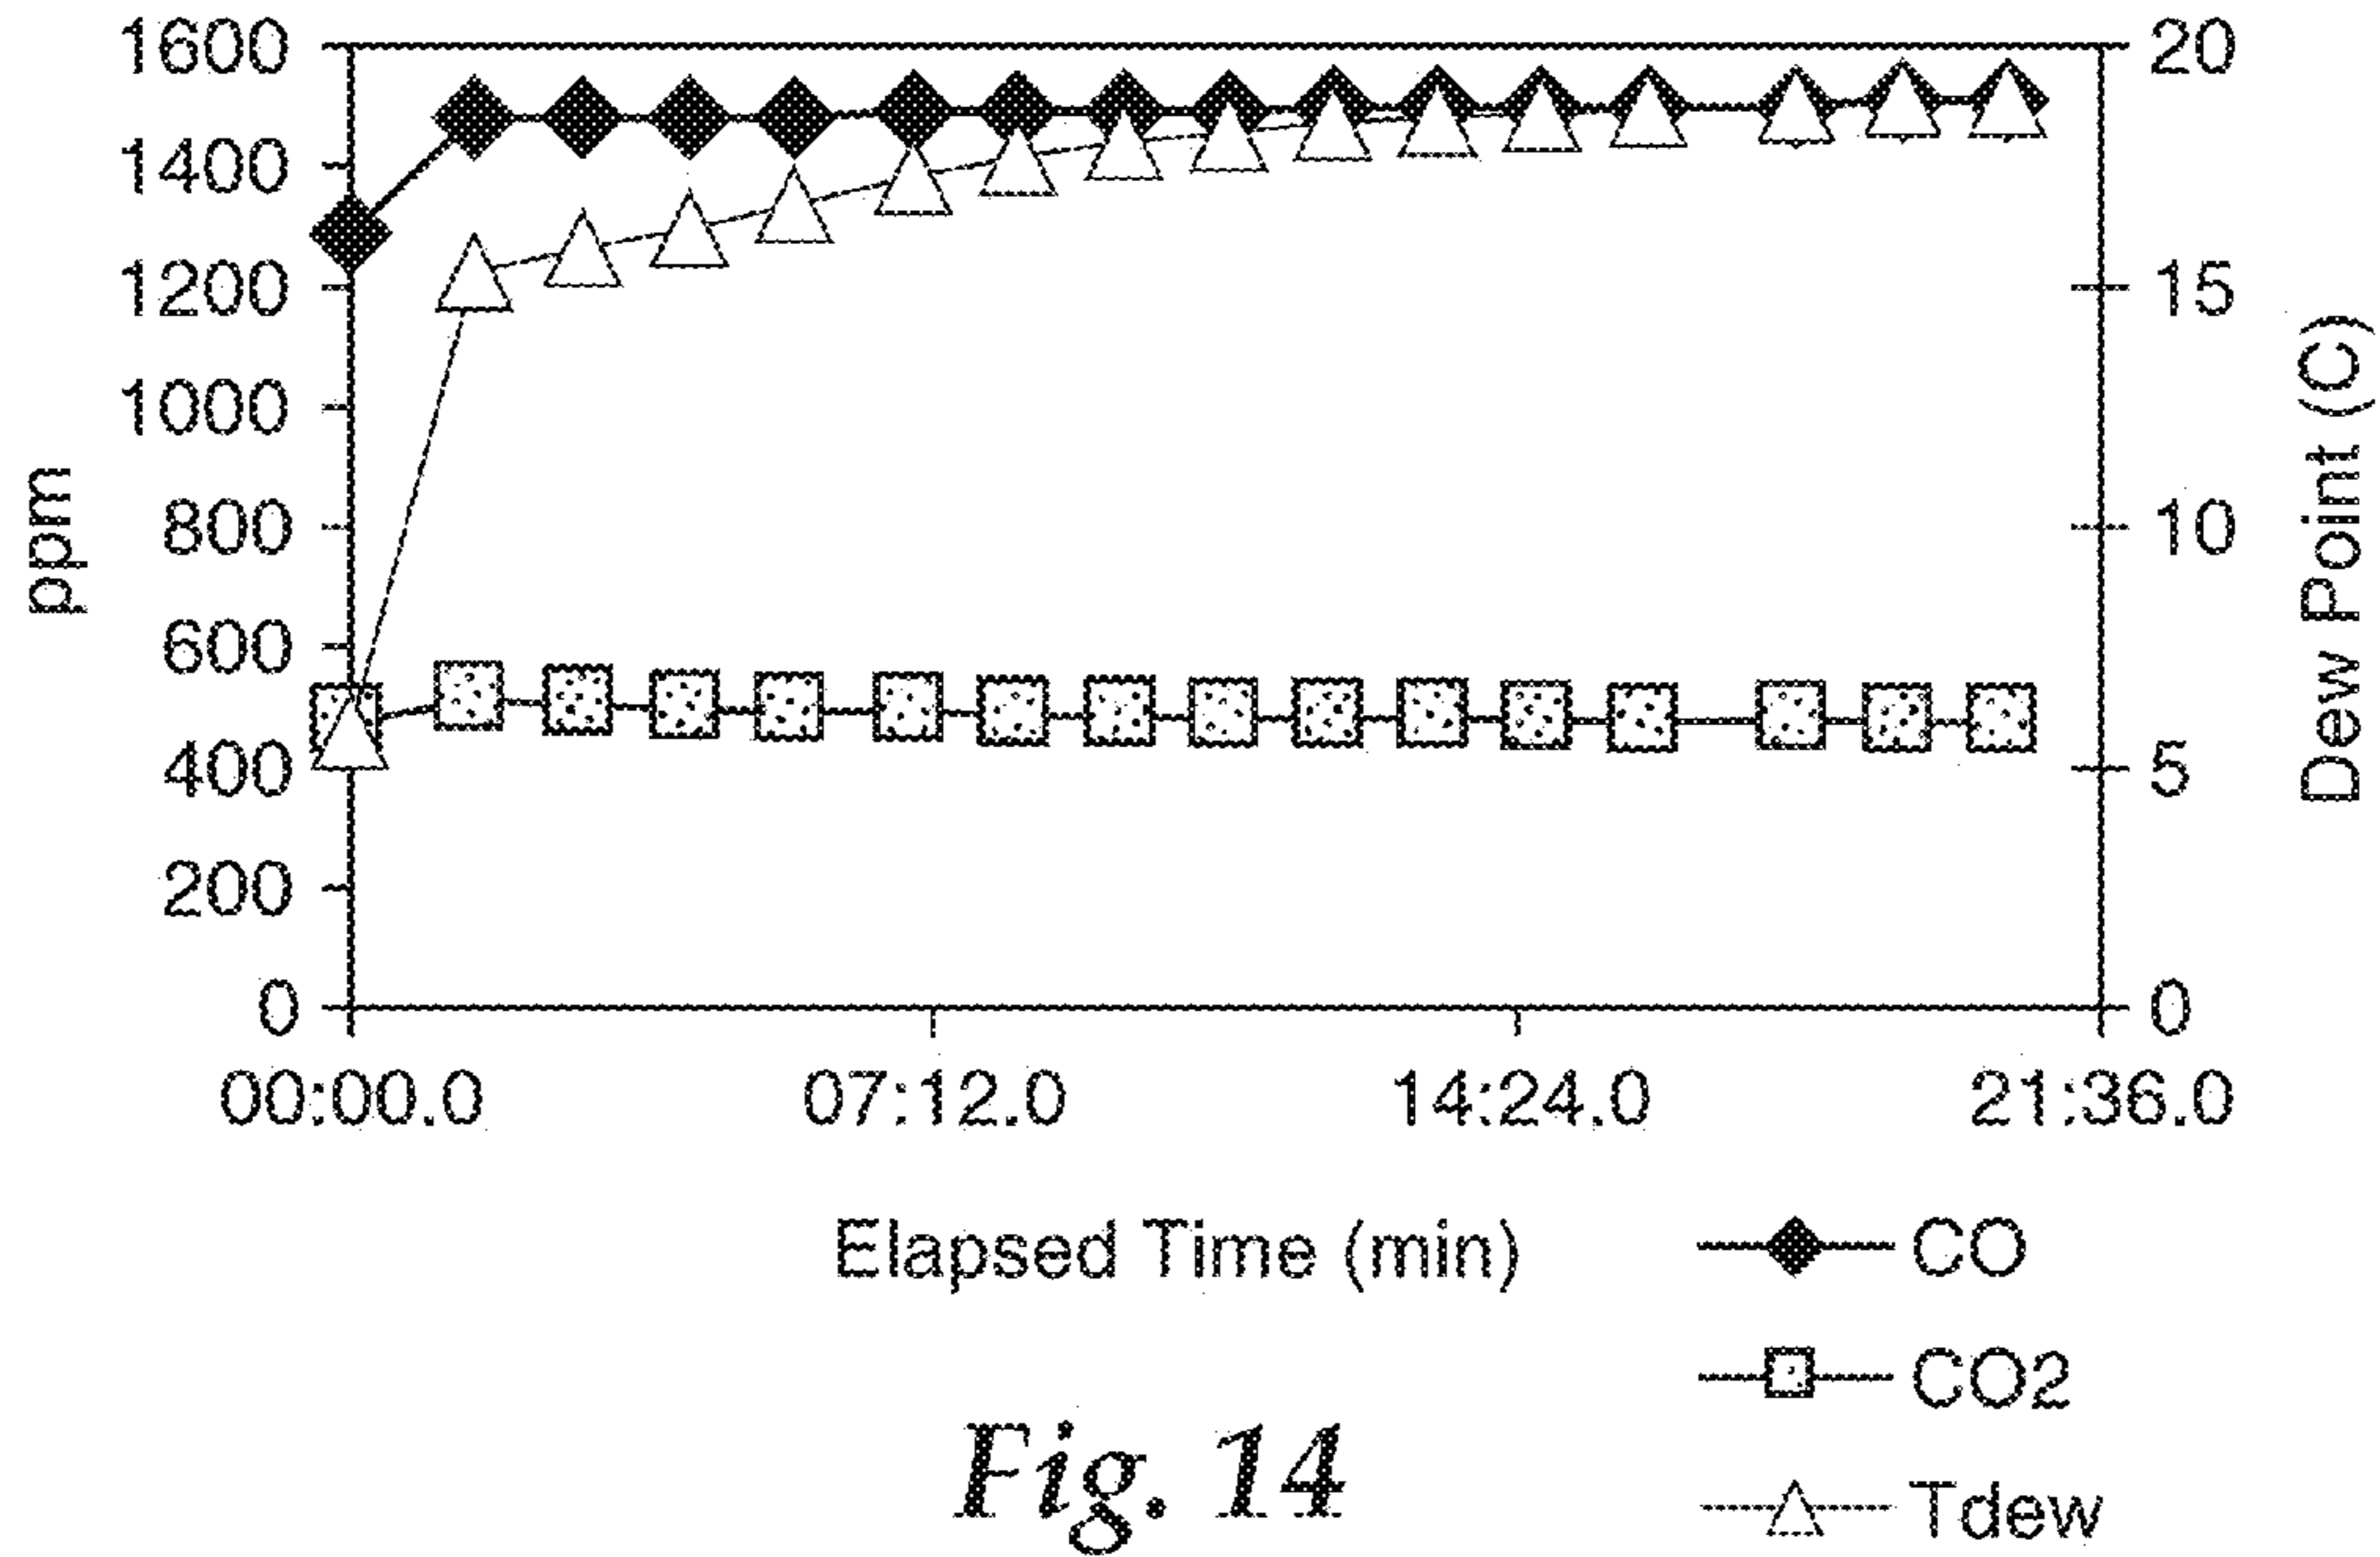 1600
1400
1200
1000
800
600
400
200
0
ppm
20
15
10
5
0
Dew Point (C)
00:00.0 07:12.0 14:24.0 21:36.0
Elapsed Time (min)
CO
CO2
Tdew
Fig. 14